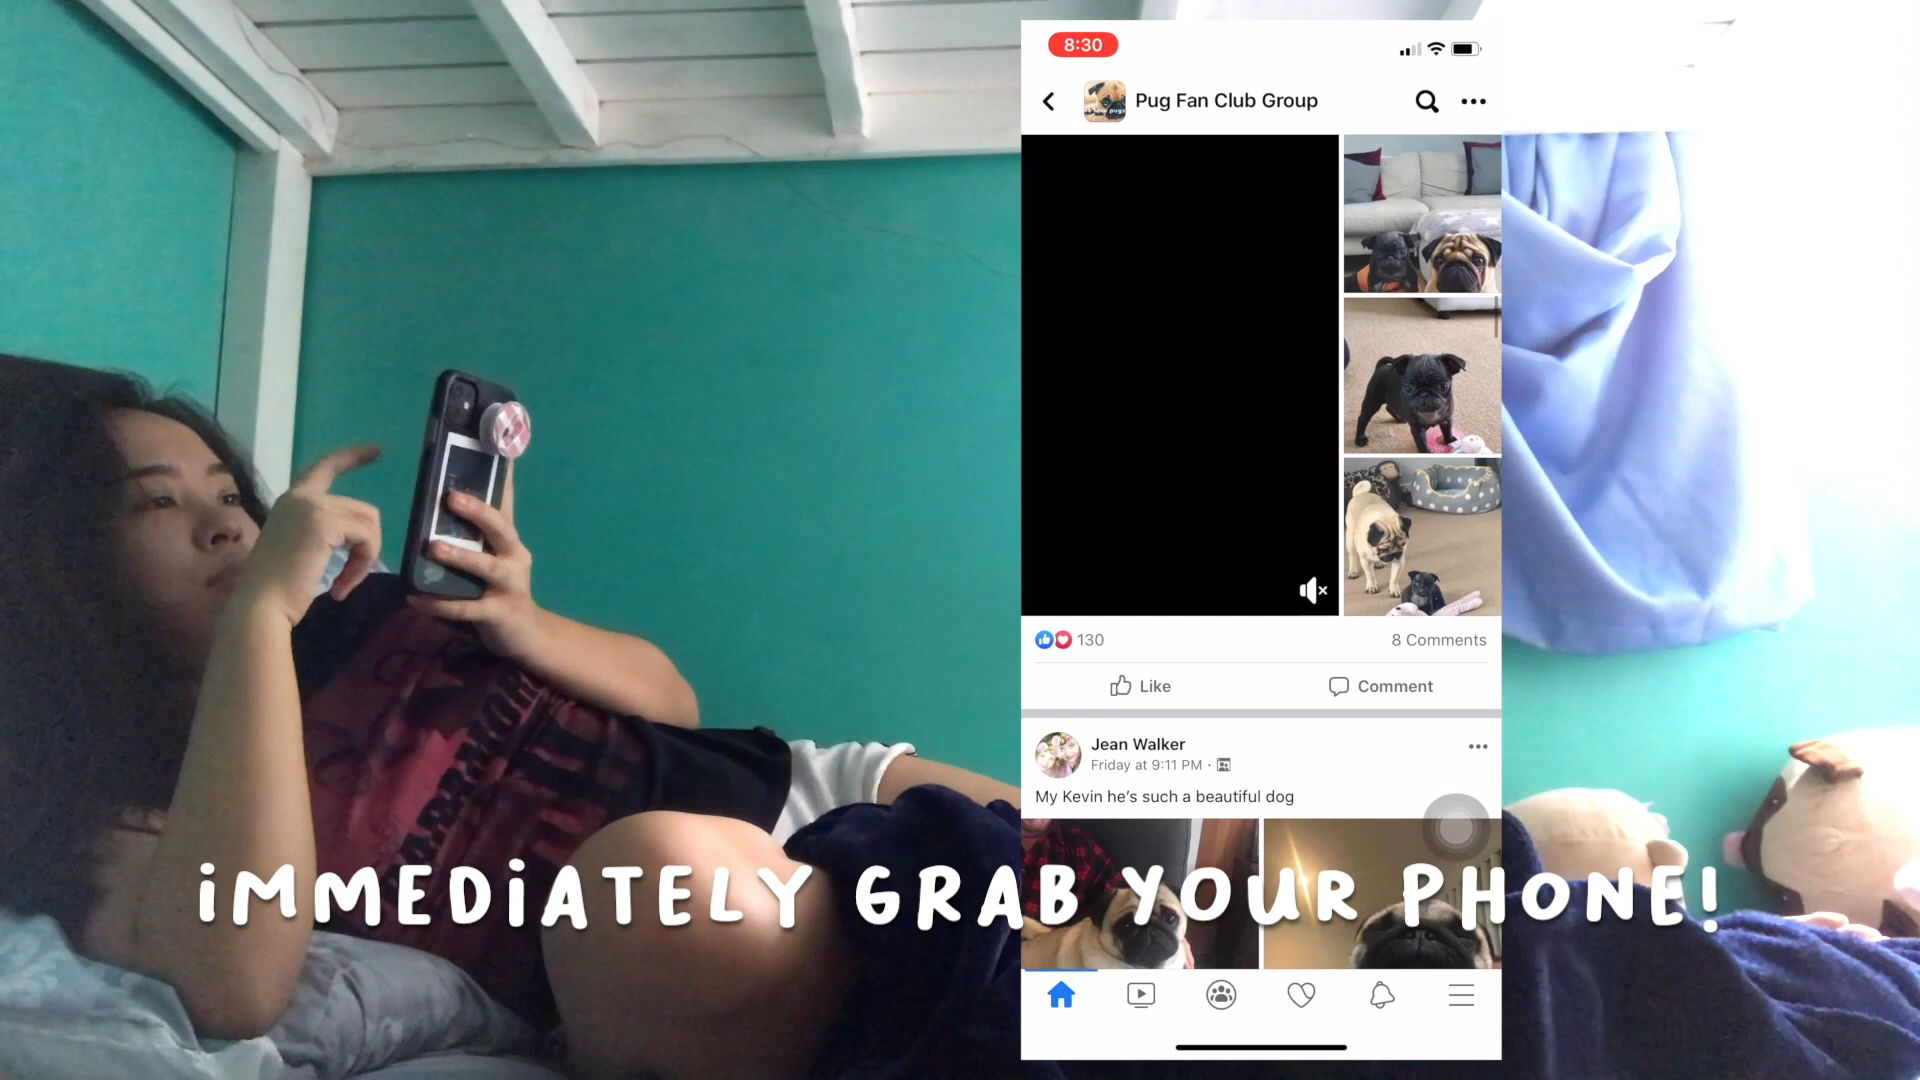 8:30
Pug Fan Club Group
130
8 Comments
Like
Comment
Jean Walker
Friday at 9:11 PM
My Kevin he's such a beautiful dog
iMMEDiATELY GRAB YOUR PHONE!